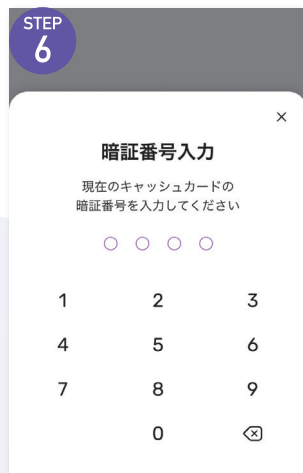 STEP
6
×
暗証番号入力
現在のキャッシュカードの
暗証番号を入力してください
1 2 3
4 5 6
7 8 9
0